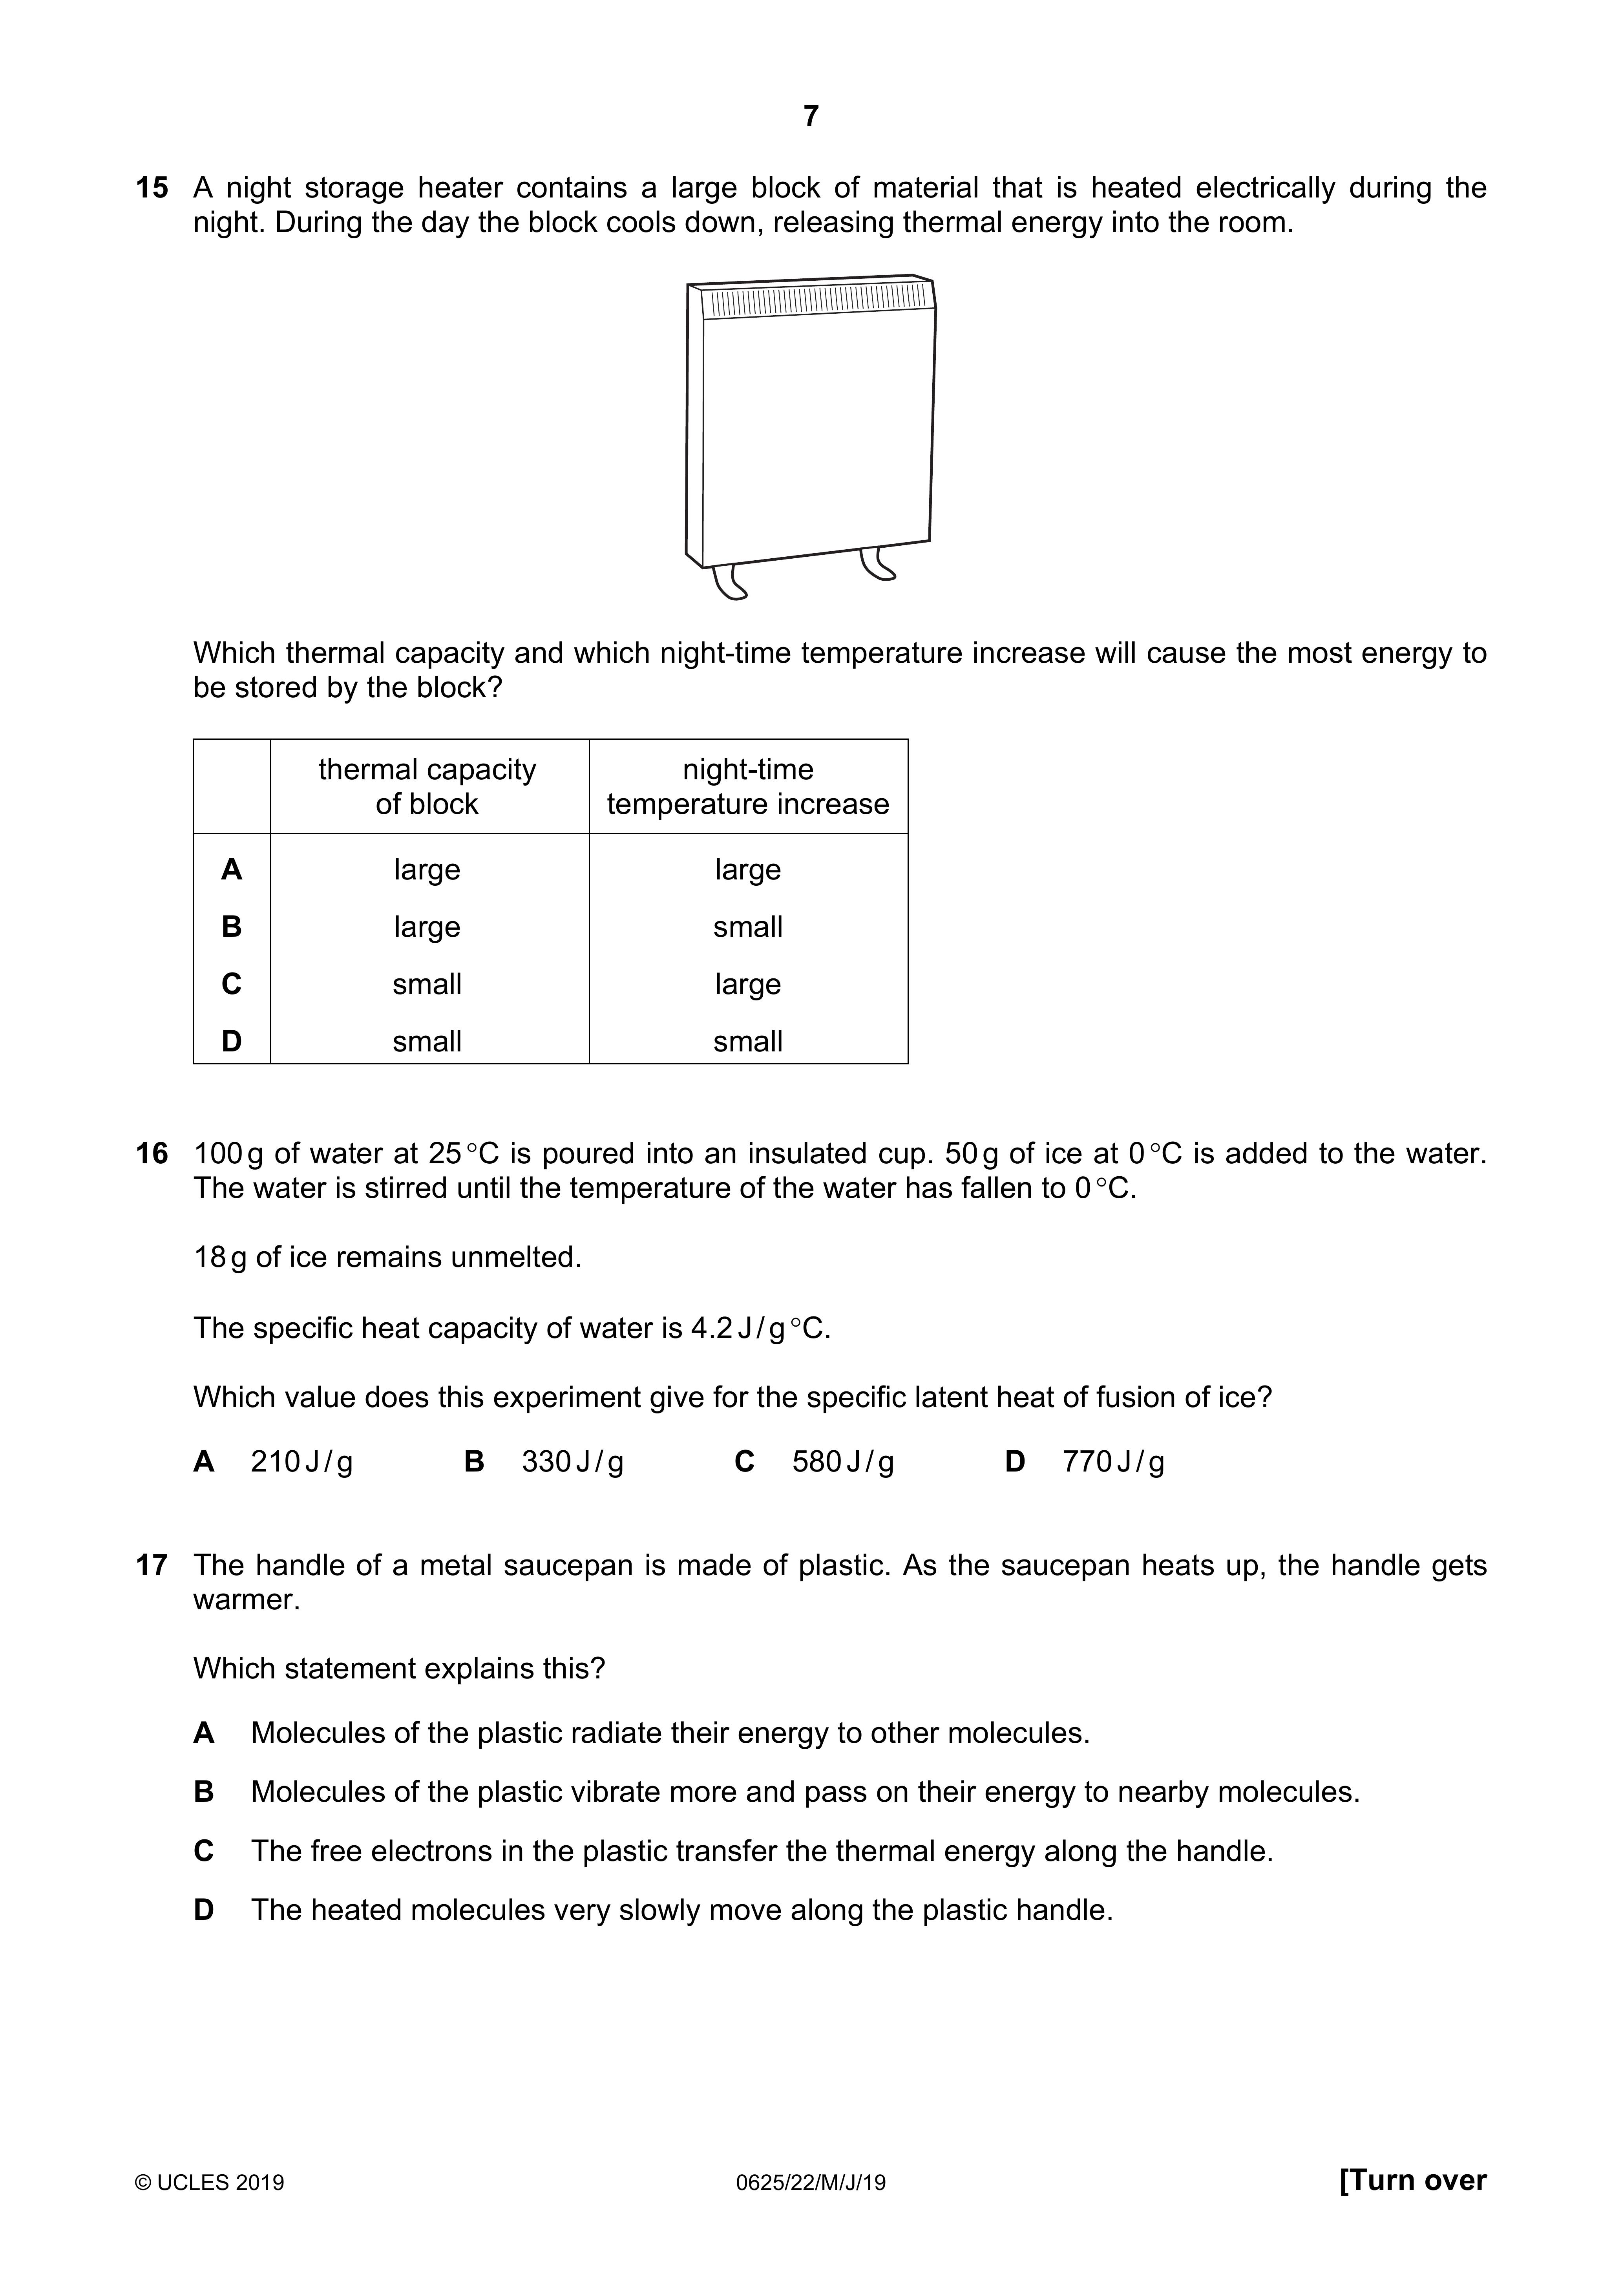 7
15 A night storage heater contains a large block of material that is heated electrically during the
night. During the day the block cools down, releasing thermal energy into the room.
Which thermal capacity and which night-time temperature increase will cause the most energy to
be stored by the block?
thermal capacity of block night-time temperature increase
A large large
B large small
C small large
D small small
16 100 g of water at 25 °C is poured into an insulated cup. 50 g of ice at 0 °C is added to the water.
The water is stirred until the temperature of the water has fallen to 0 °C.
18 g of ice remains unmelted.
The specific heat capacity of water is 4.2 J / g °C.
Which value does this experiment give for the specific latent heat of fusion of ice?
A 210 J / g B 330 J / g C 580 J / g D 770 J / g
17 The handle of a metal saucepan is made of plastic. As the saucepan heats up, the handle gets
warmer.
Which statement explains this?
A Molecules of the plastic radiate their energy to other molecules.
B Molecules of the plastic vibrate more and pass on their energy to nearby molecules.
C The free electrons in the plastic transfer the thermal energy along the handle.
D The heated molecules very slowly move along the plastic handle.
© UCLES 2019 0625/22/M/J/19 [Turn over